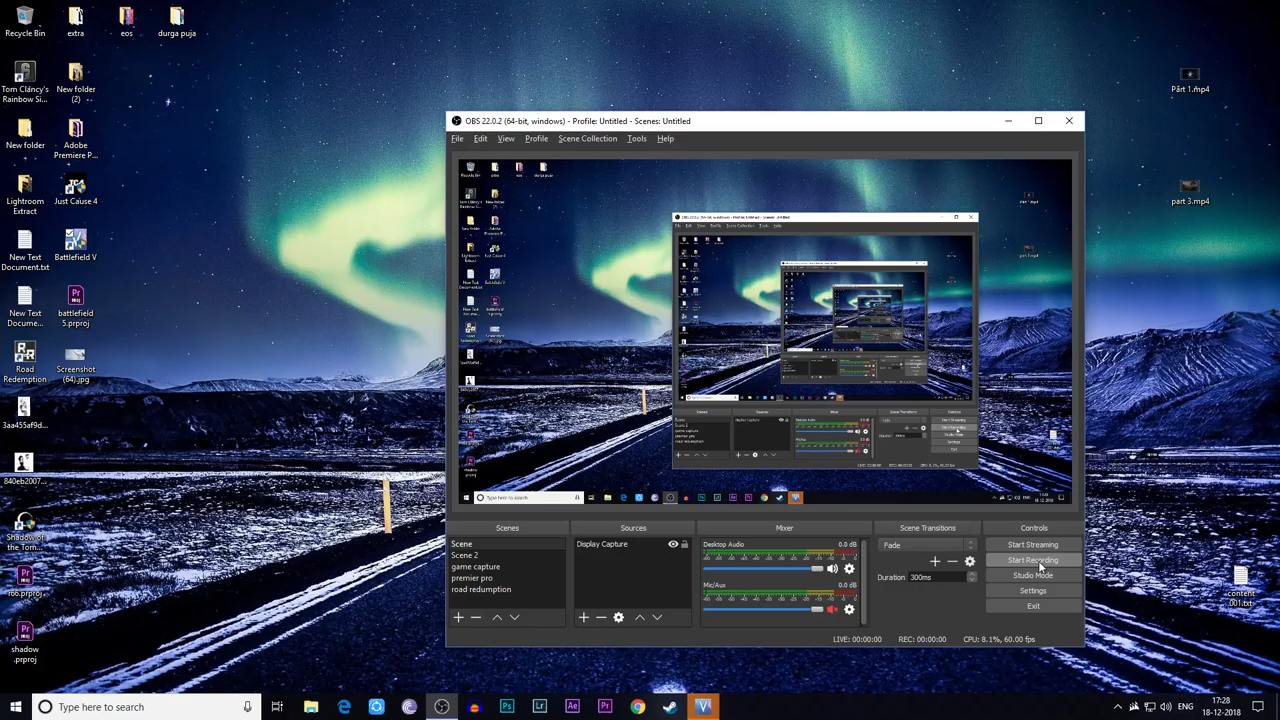 Recycle Bin
extra
eos
durga puja
Tom Clancy's
Rainbow Si...
New folder
(2)
New folder
Adobe
Premiere P...
Lightroom
Extract
Just Cause 4
New Text
Document.txt
Battlefield V
New Text
Docume...
battlefield
5.prproj
Road
Redemption
Screenshot
(64).jpg
3aa455af9d...
840eb2007...
Shadow of
the Tom...
shadow
.prproj
Part 1.mp4
part 3.mp4
content
001.txt
OBS 22.0.2 (64-bit, windows) - Profile: Untitled - Scenes: Untitled
File Edit View Profile Scene Collection Tools Help
Scenes
Scene
Scene 2
game capture
premier pro
road redumption
Sources
Display Capture
Mixer
Desktop Audio 0.0 dB
Mic/Aux 0.0 dB
Scene Transitions
Fade
Duration 300ms
Controls
Start Streaming
Start Recording
Studio Mode
Settings
Exit
LIVE: 00:00:00 REC: 00:00:00 CPU: 8.1%, 60.00 fps
Type here to search
ENG
17:28
18-12-2018